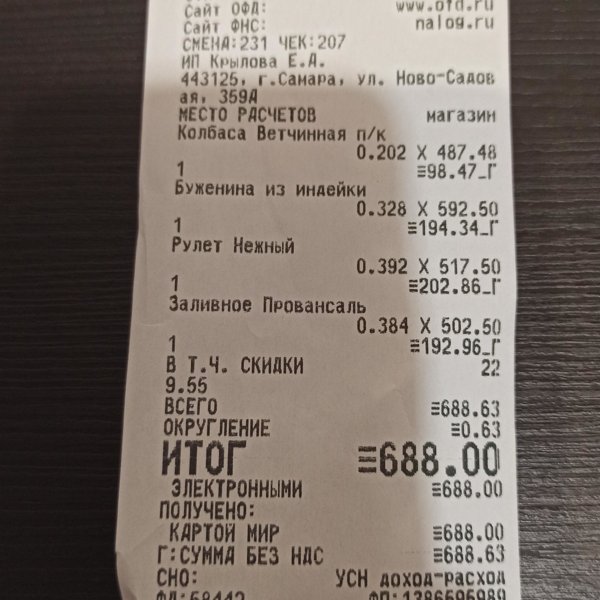 Сайт ОФД: www.ofd.ru
Сайт ФНС: nalog.ru
СМЕНА:231 ЧЕК:207
ИП Крылова Е.А.
443125, г.Самара, ул. Ново-Садов
ая, 359А
МЕСТО РАСЧЕТОВ магазин
Колбаса Ветчинная п/к
0.202 X 487.48
1 ≡98.47_Г
Буженина из индейки
0.328 X 592.50
1 ≡194.34_Г
Рулет Нежный
0.392 X 517.50
1 ≡202.86_Г
Заливное Провансаль
0.384 X 502.50
1 ≡192.96_Г
В Т.Ч. СКИДКИ 22
9.55
ВСЕГО ≡688.63
ОКРУГЛЕНИЕ ≡0.63
ИТОГ ≡688.00
ЭЛЕКТРОННЫМИ ≡688.00
ПОЛУЧЕНО:
КАРТОЙ МИР ≡688.00
Г:СУММА БЕЗ НДС ≡688.63
СНО: УСН доход-расход